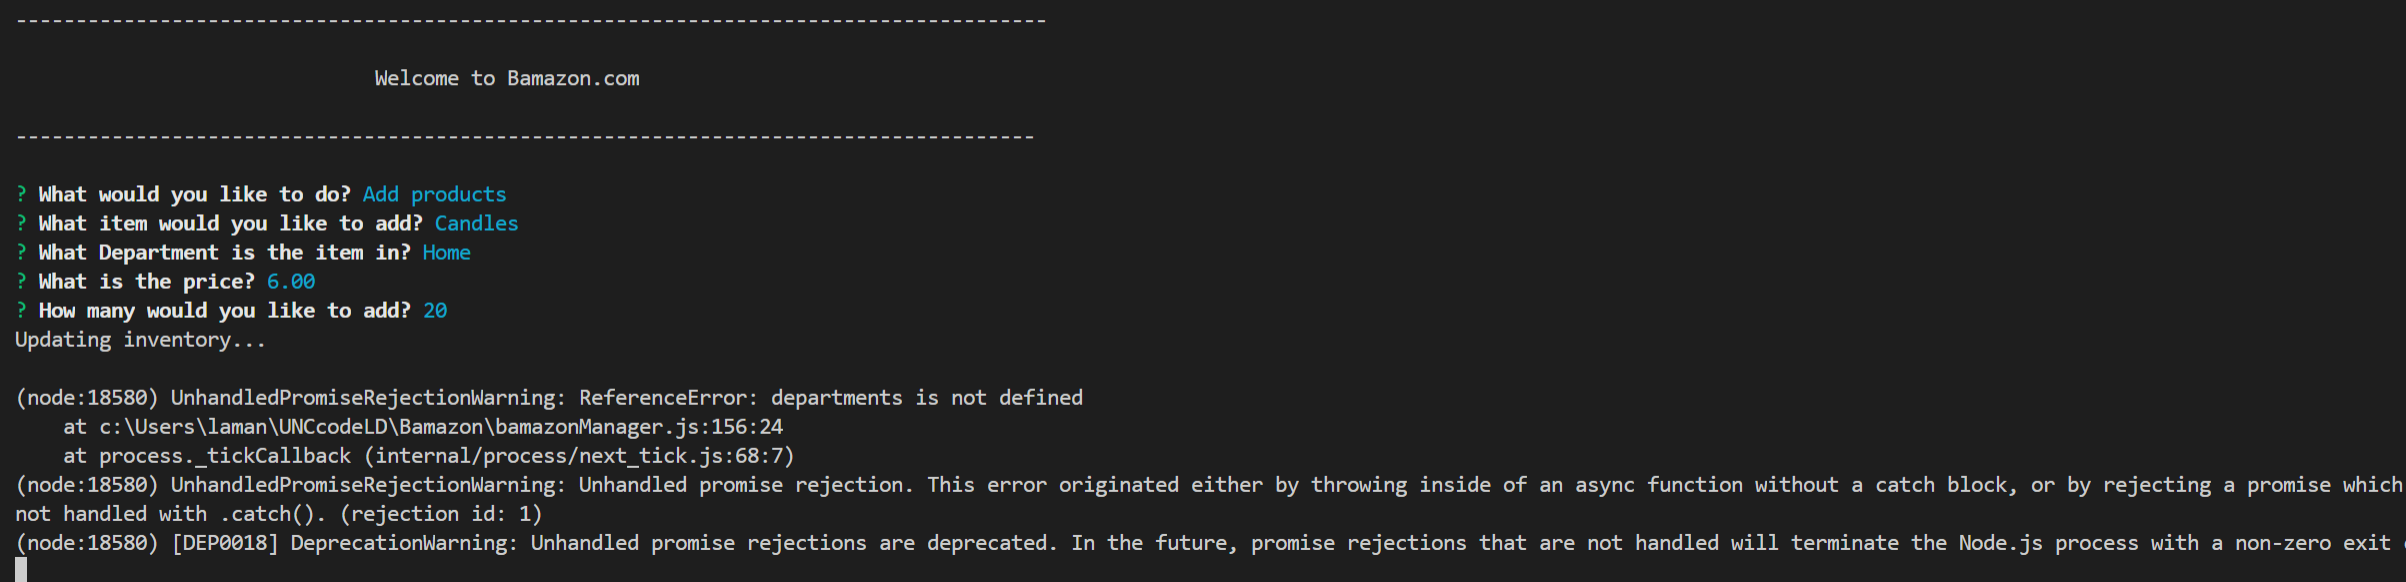 ----------------------------------------------------------------------------------------
Welcome to Bamazon.com
---------------------------------------------------------------------------------------
? What would you like to do? Add products
? What item would you like to add? Candles
? What Department is the item in? Home
? What is the price? 6.00
? How many would you like to add? 20
Updating inventory...
(node:18580) UnhandledPromiseRejectionWarning: ReferenceError: departments is not defined
    at c:\Users\laman\UNCcodeLD\Bamazon\bamazonManager.js:156:24
    at process._tickCallback (internal/process/next_tick.js:68:7)
(node:18580) UnhandledPromiseRejectionWarning: Unhandled promise rejection. This error originated either by throwing inside of an async function without a catch block, or by rejecting a promise which
not handled with .catch(). (rejection id: 1)
(node:18580) [DEP0018] DeprecationWarning: Unhandled promise rejections are deprecated. In the future, promise rejections that are not handled will terminate the Node.js process with a non-zero exit